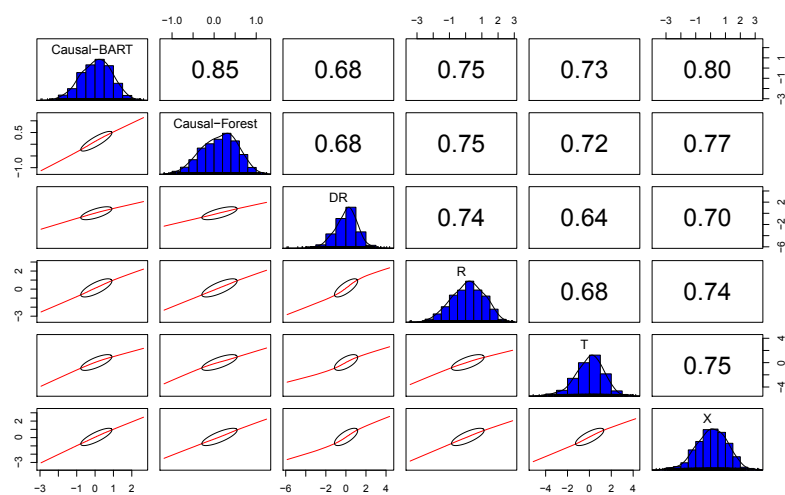 −1.0 0.0 1.0 −3 −1 1 2 3 −3 −1 1 3
Causal−BART 0.85 0.68 0.75 0.73 0.80 −3 −1 1
−1.0 0.5 Causal−Forest 0.68 0.75 0.72 0.77
DR 0.74 0.64 0.70 −6 −2 2
−3 0 2 R 0.68 0.74
T 0.75 −4 0 4
−3 0 2 X
−3 −2 −1 0 1 2 −6 −2 0 2 4 −4 −2 0 2 4